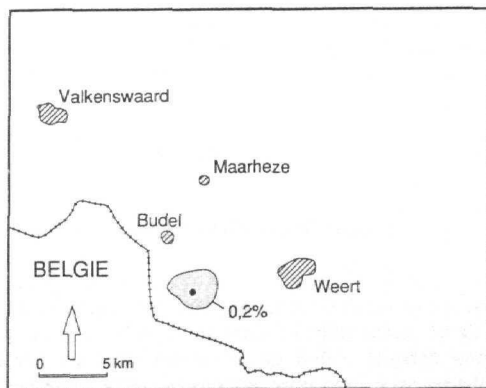 Valkenswaard
Maarheze
Budel
BELGIE
Weert
0,2%
0 5 km